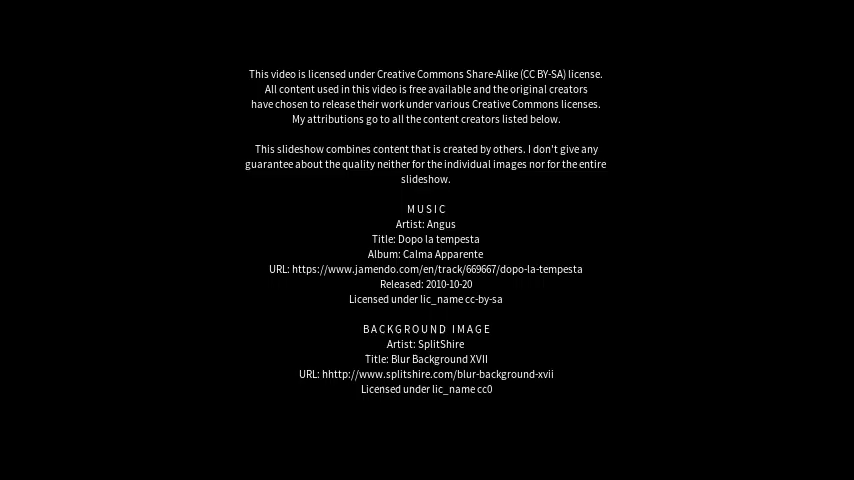 This video is licensed under Creative Commons Share-Alike (CC BY-SA) license.
All content used in this video is free available and the original creators
have chosen to release their work under various Creative Commons licenses.
My attributions go to all the content creators listed below.
This slideshow combines content that is created by others. I don't give any
guarantee about the quality neither for the individual images nor for the entire
slideshow.
MUSIC
Artist: Angus
Title: Dopo la tempesta
Album: Calma Apparente
URL: https://www.jamendo.com/en/track/669667/dopo-la-tempesta
Released: 2010-10-20
Licensed under lic_name cc-by-sa
BACKGROUND IMAGE
Artist: SplitShire
Title: Blur Background XVII
URL: hhttp://www.splitshire.com/blur-background-xvii
Licensed under lic_name cc0